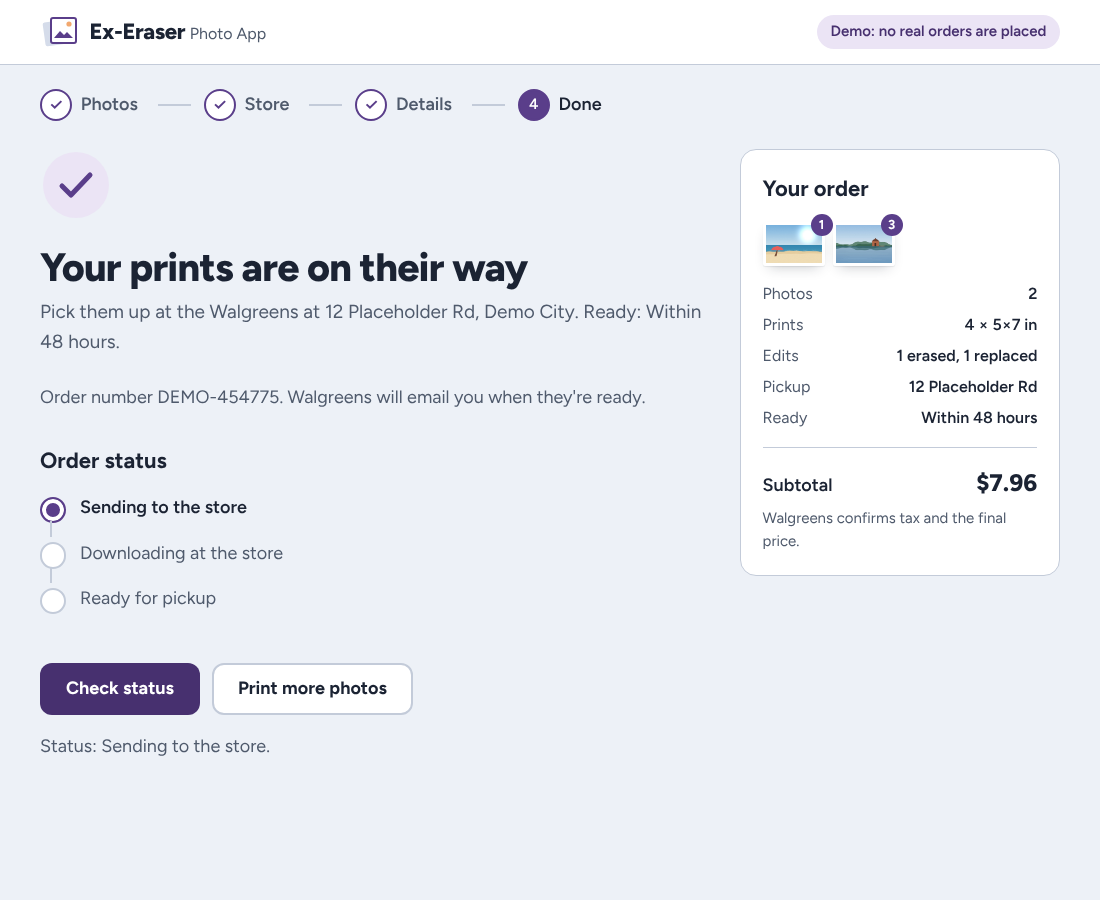 Ex-Eraser Photo App
Demo: no real orders are placed
Photos
Store
Details
4 Done
Your prints are on their way
Pick them up at the Walgreens at 12 Placeholder Rd, Demo City. Ready: Within
48 hours.
Order number DEMO-454775. Walgreens will email you when they're ready.
Order status
Sending to the store
Downloading at the store
Ready for pickup
Check status
Print more photos
Status: Sending to the store.
Your order
1
3
Photos 2
Prints 4 × 5×7 in
Edits 1 erased, 1 replaced
Pickup 12 Placeholder Rd
Ready Within 48 hours
Subtotal $7.96
Walgreens confirms tax and the final
price.